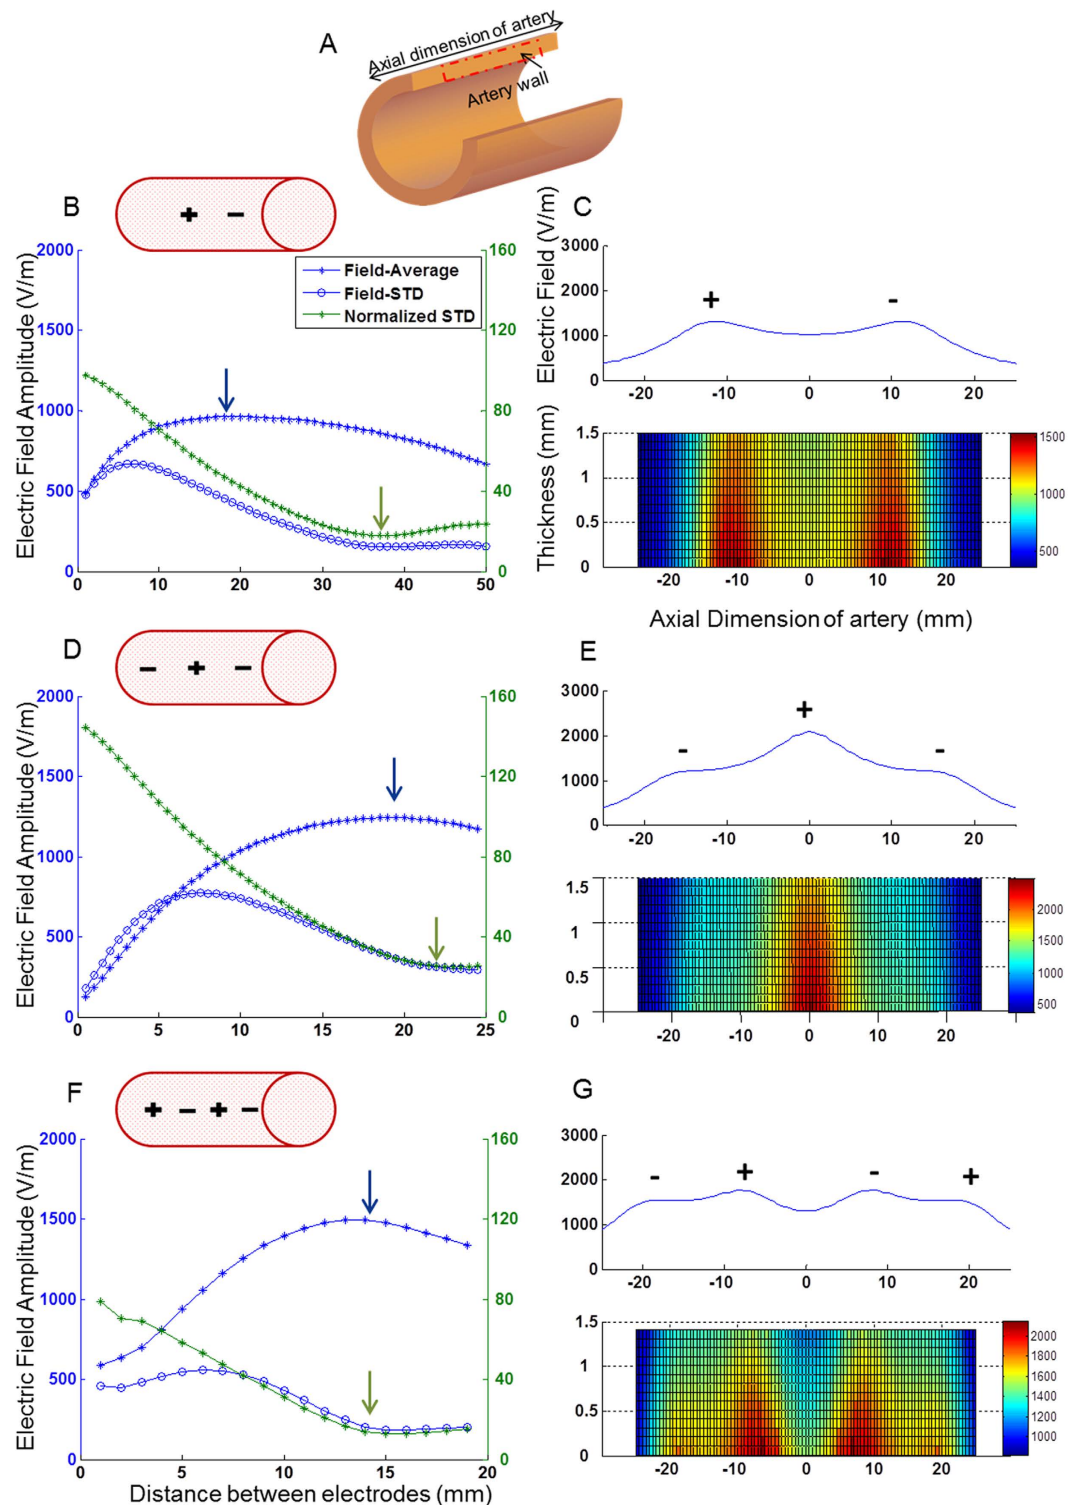 A
Axial dimension of artery
Artery wall
B
+ -
Electric Field Amplitude (V/m)
2000
1500
1000
500
0
160
120
80
40
0
Field-Average
Field-STD
Normalized STD
0 10 20 30 40 50
C
Electric Field (V/m)
3000
2000
1000
0
+ -
-20 -10 0 10 20
Thickness (mm)
1.5
1
0.5
0
-20 -10 0 10 20
1500
1000
500
Axial Dimension of artery (mm)
D
- + -
Electric Field Amplitude (V/m)
2000
1500
1000
500
0
160
120
80
40
0
0 5 10 15 20 25
E
3000
2000
1000
0
- + -
-20 -10 0 10 20
1.5
1
0.5
0
-20 -10 0 10 20
2000
1500
1000
500
F
+ - + -
Electric Field Amplitude (V/m)
2000
1500
1000
500
0
160
120
80
40
0
0 5 10 15 20
Distance between electrodes (mm)
G
3000
2000
1000
0
- + - +
-20 -10 0 10 20
1.5
1
0.5
0
-20 -10 0 10 20
2000
1800
1600
1400
1200
1000